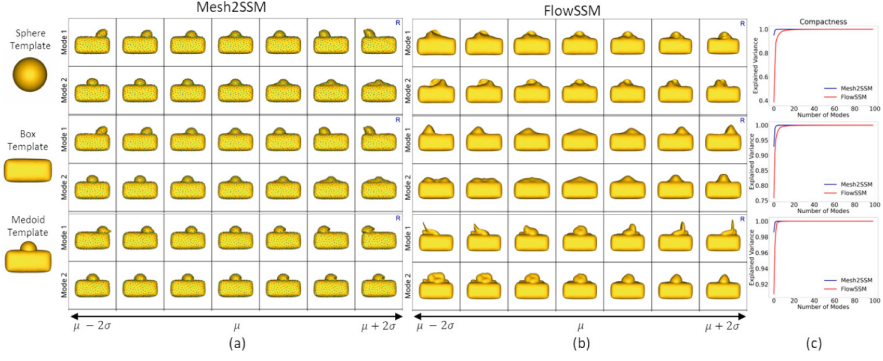 Mesh2SSM
FlowSSM
Sphere
Template
Box
Template
Medoid
Template
Mode 1
Mode 2
Mode 1
Mode 2
Mode 1
Mode 2
R
R
R
Mode 1
Mode 2
Mode 1
Mode 2
Mode 1
Mode 2
R
R
R
μ − 2σ
μ
μ + 2σ
μ − 2σ
μ
μ + 2σ
(a)
(b)
(c)
Compactness
Explained Variance
1.0
0.8
0.6
0.4
Mesh2SSM
FlowSSM
0 20 40 60 80 100
Number of Modes
Explained Variance
1.00
0.95
0.90
0.85
0.80
0.75
Mesh2SSM
FlowSSM
0 20 40 60 80 100
Number of Modes
Explained Variance
1.00
0.98
0.96
0.94
0.92
Mesh2SSM
FlowSSM
0 20 40 60 80 100
Number of Modes